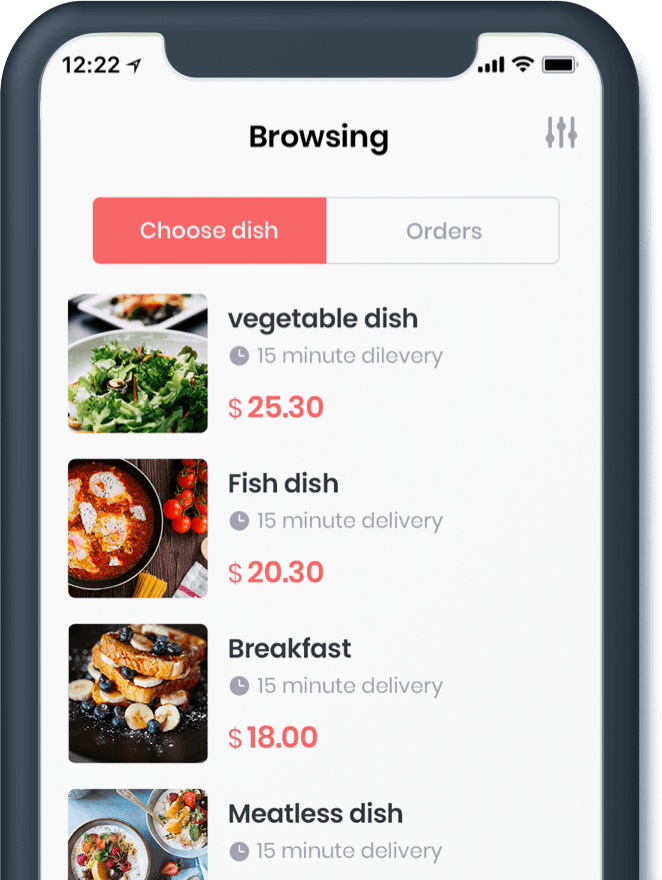 12:22
Browsing
Choose dish
Orders
vegetable dish
15 minute dilevery
$ 25.30
Fish dish
15 minute delivery
$ 20.30
Breakfast
15 minute delivery
$ 18.00
Meatless dish
15 minute delivery